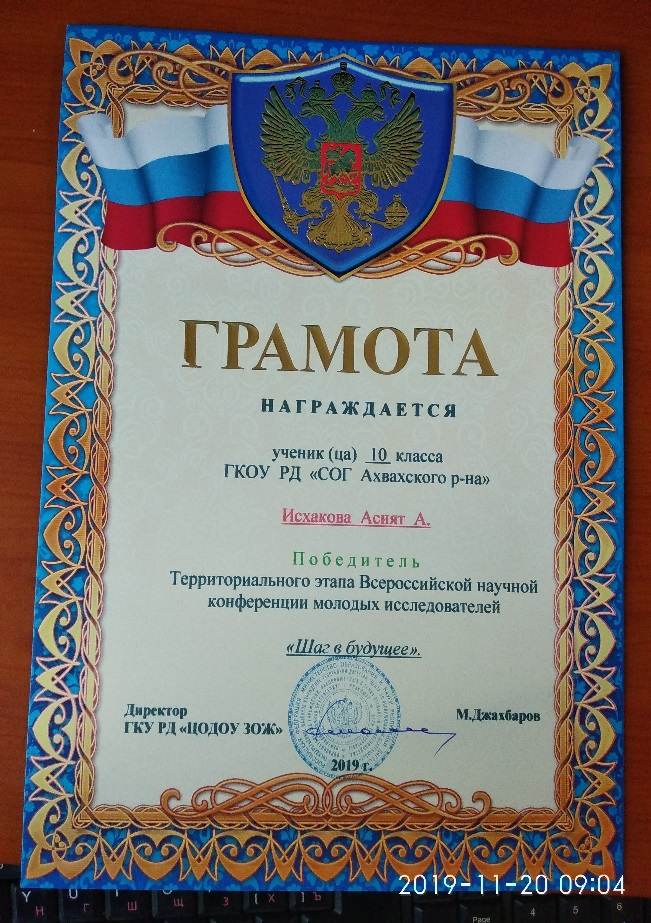 ГРАМОТА
НАГРАЖДАЕТСЯ
ученик (ца) 10 класса
ГКОУ РД «СОГ Ахвахского р-на»
Исхакова Асият А.
Победитель
Территориального этапа Всероссийской научной
конференции молодых исследователей
«Шаг в будущее».
Директор
ГКУ РД «ЦОДОУ ЗОЖ»
М.Джахбаров
2019 г.
2019-11-20 09:04